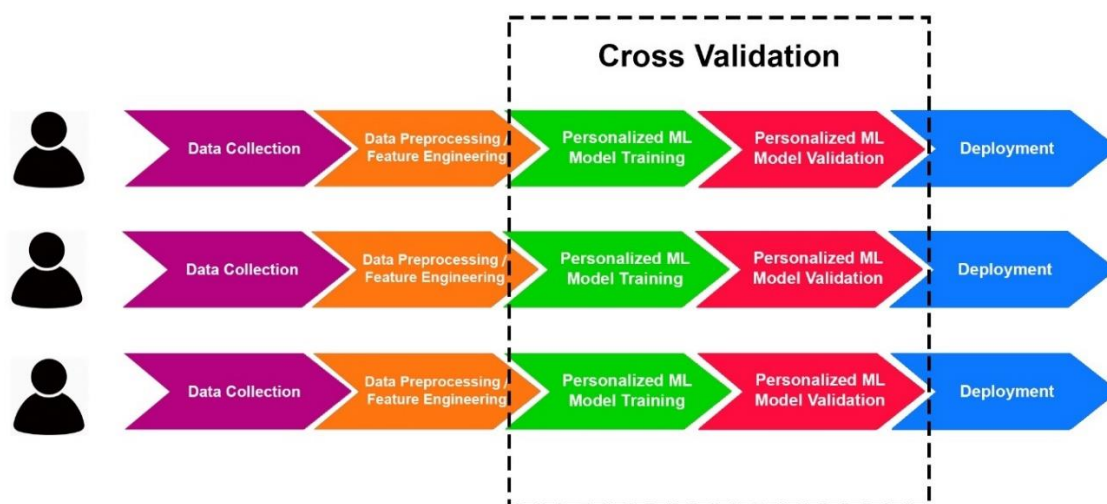 Cross Validation
Data Collection
Data Preprocessing /
Feature Engineering
Personalized ML
Model Training
Personalized ML
Model Validation
Deployment
Data Collection
Data Preprocessing /
Feature Engineering
Personalized ML
Model Training
Personalized ML
Model Validation
Deployment
Data Collection
Data Preprocessing /
Feature Engineering
Personalized ML
Model Training
Personalized ML
Model Validation
Deployment